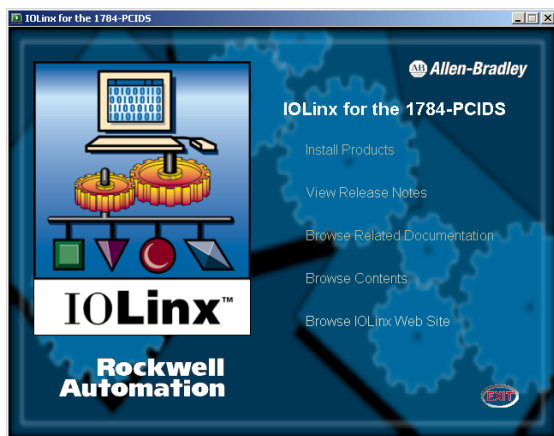 IOLinx for the 1784-PCIDS
AB Allen-Bradley
IOLinx for the 1784-PCIDS
Install Products
View Release Notes
Browse Related Documentation
Browse Contents
Browse IOLinx Web Site
IOLinx™
Rockwell
Automation
EXIT